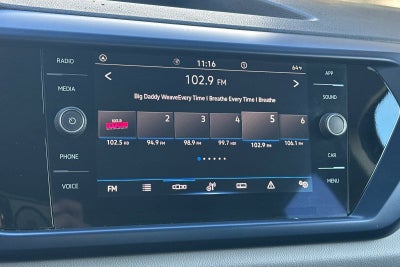 RADIO
11:16
64°F
APP
102.9 FM
MEDIA
SOUND
Big Daddy WeaveEvery Time I Breathe Every Time I Breathe
2 3 4 5 6
102.5 HD 94.9 FM 98.9 FM 99.7 HD1 102.9 FM 106.1 FM
PHONE
CAR
VOICE
FM
MENU